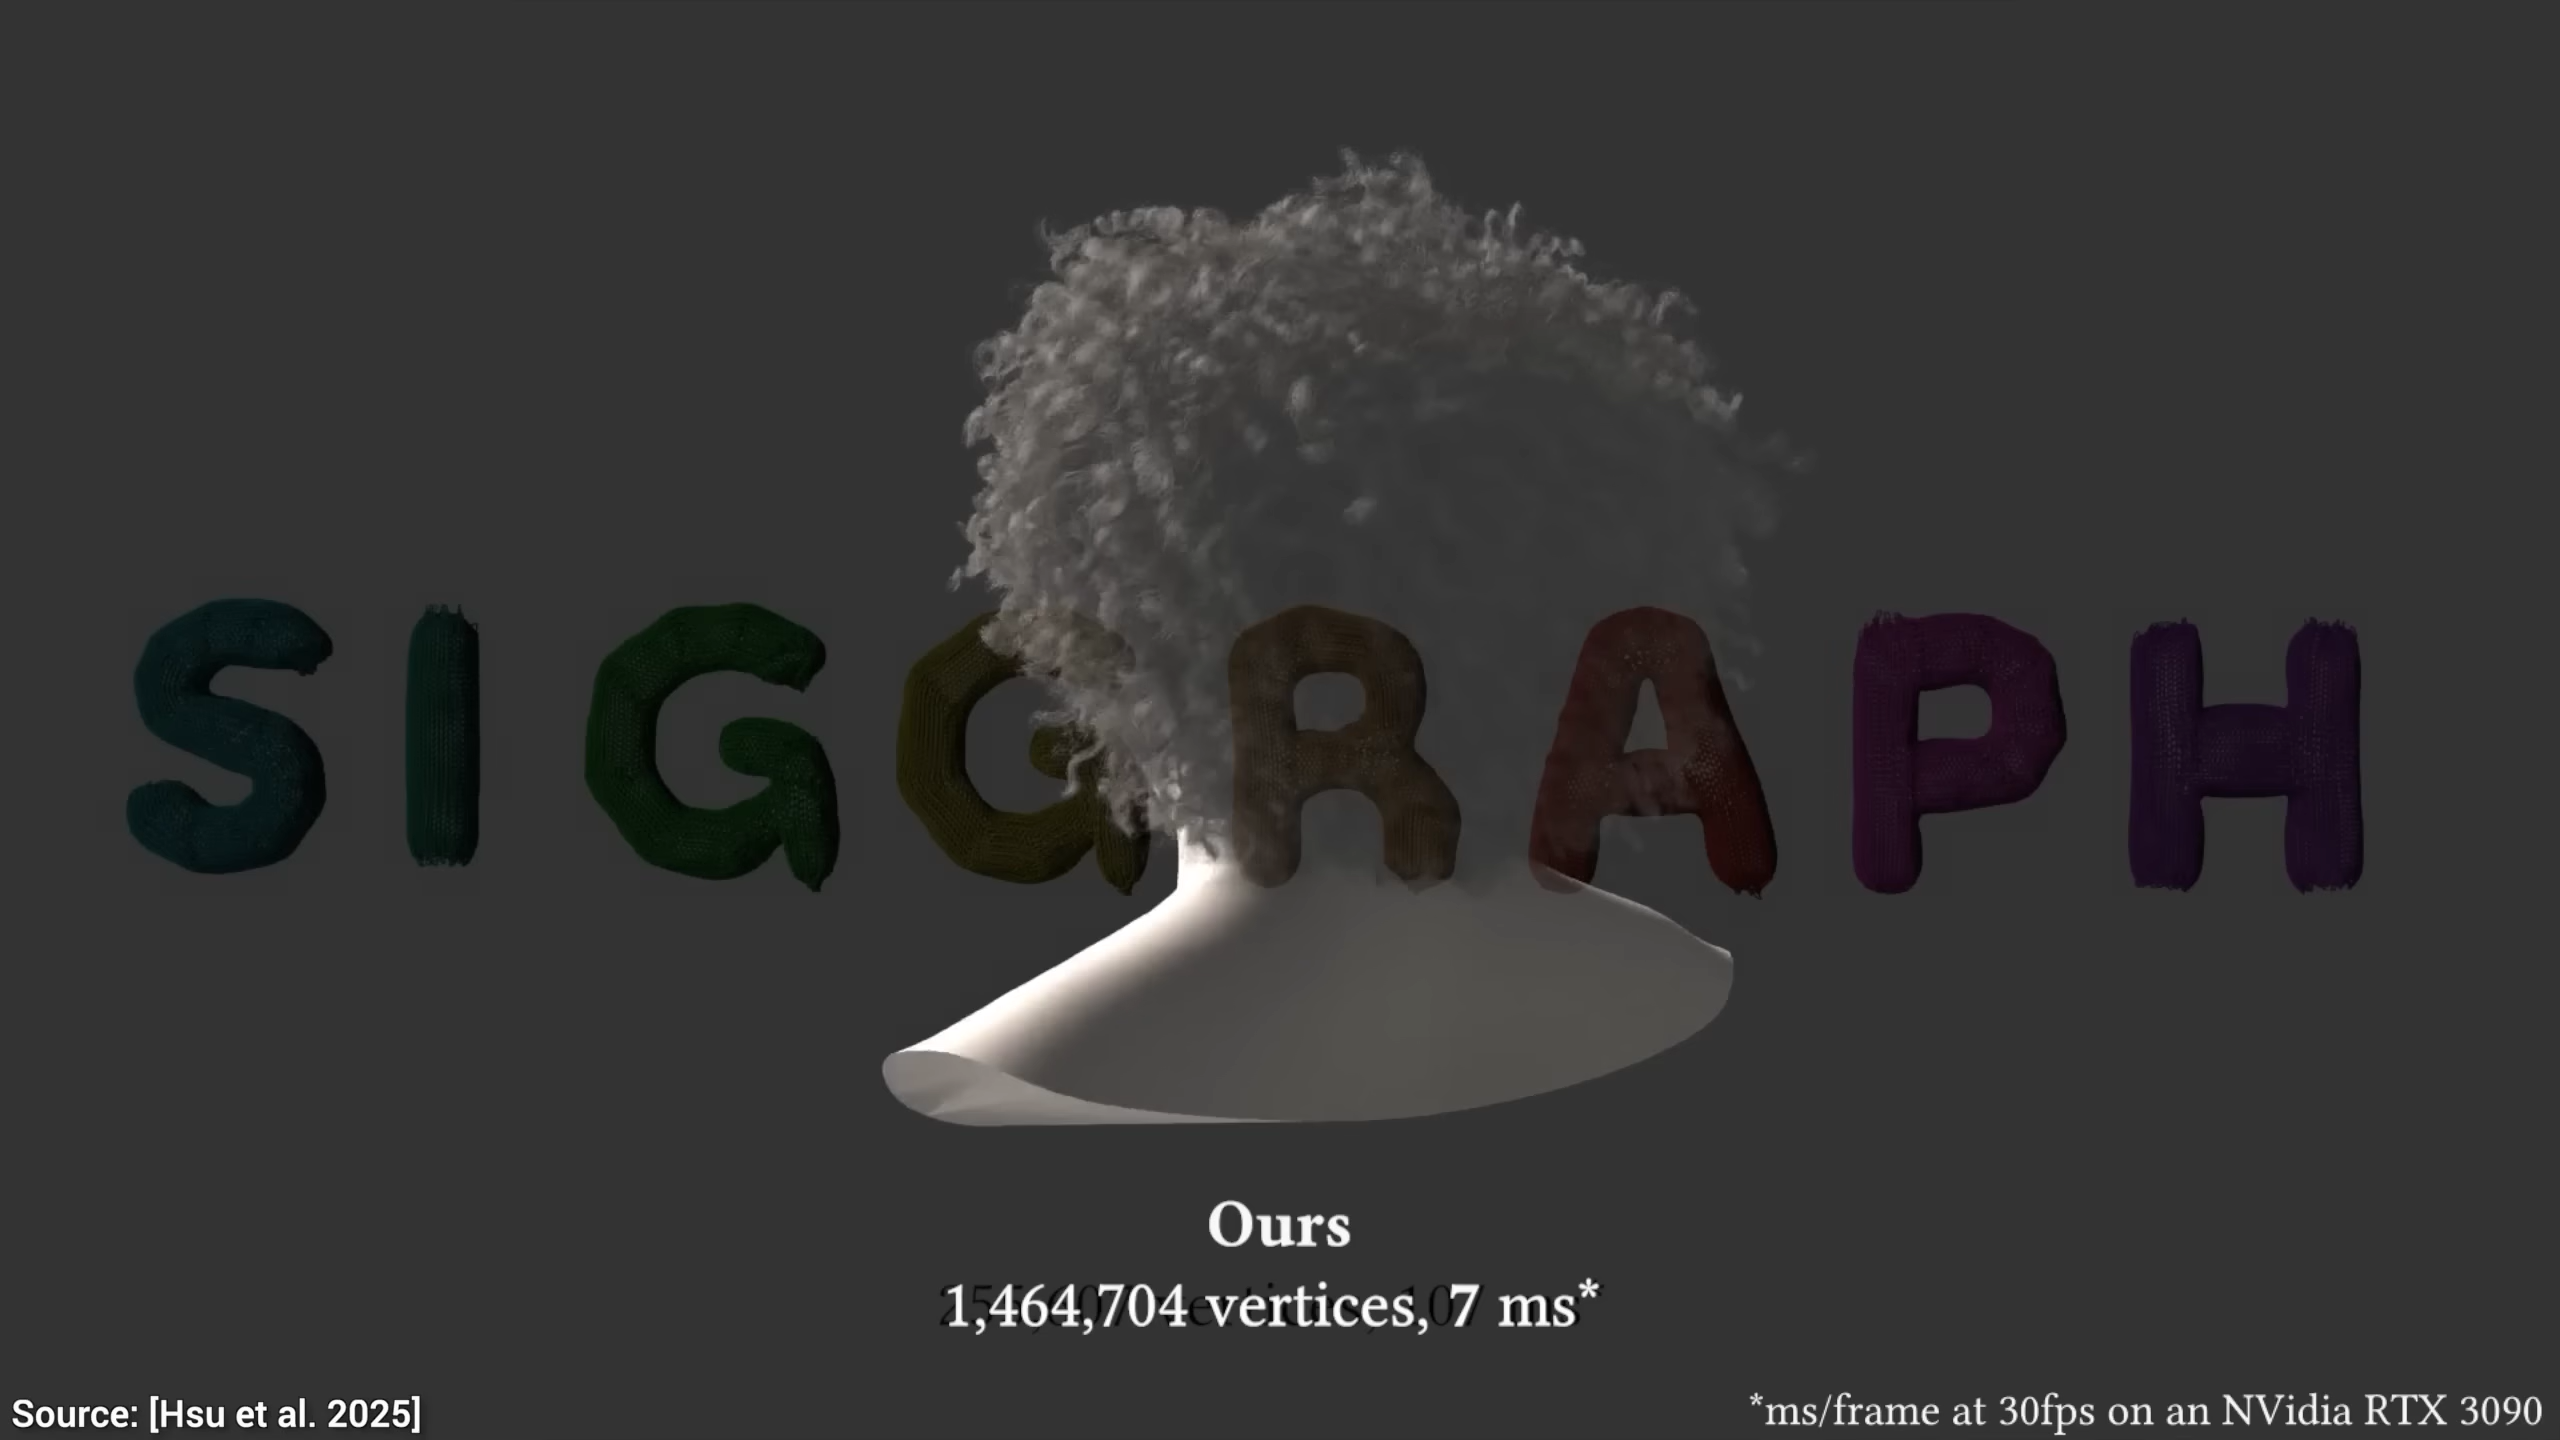 SIGGRAPH
Ours
1,464,704 vertices, 7 ms*
Source: [Hsu et al. 2025]
*ms/frame at 30fps on an NVidia RTX 3090